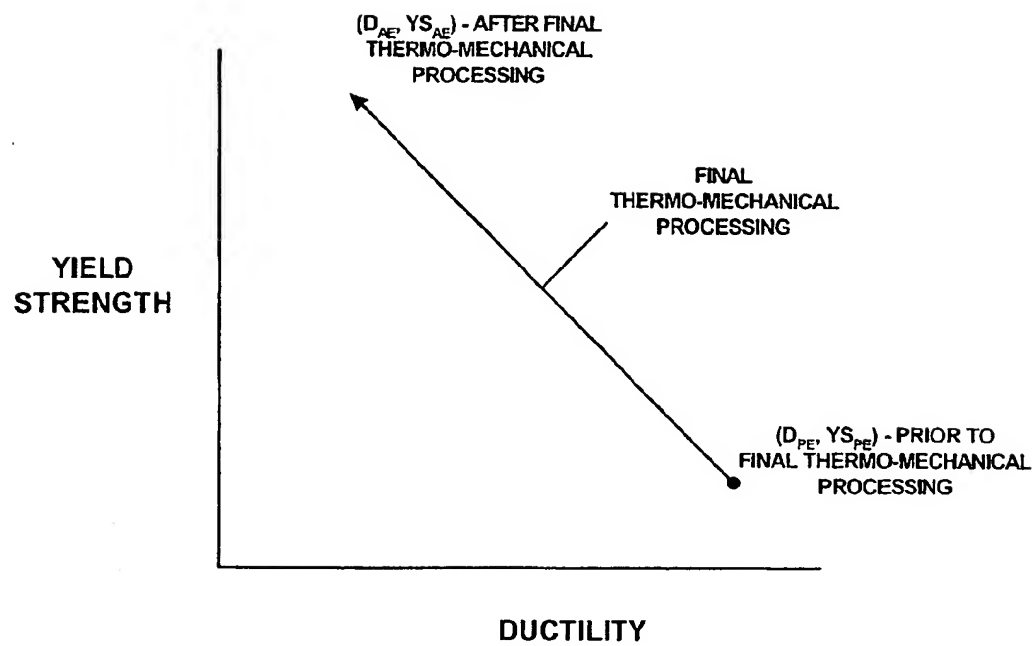 (D_AE, YS_AE) - AFTER FINAL
THERMO-MECHANICAL
PROCESSING
FINAL
THERMO-MECHANICAL
PROCESSING
YIELD
STRENGTH
(D_PE, YS_PE) - PRIOR TO
FINAL THERMO-MECHANICAL
PROCESSING
DUCTILITY